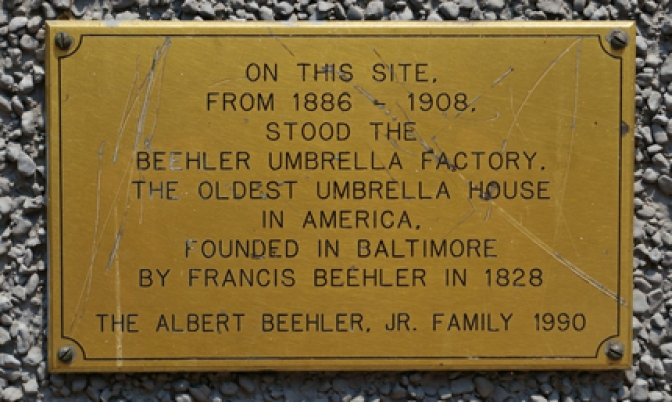 ON THIS SITE,
FROM 1886 - 1908,
STOOD THE
BEEHLER UMBRELLA FACTORY.
THE OLDEST UMBRELLA HOUSE
IN AMERICA,
FOUNDED IN BALTIMORE
BY FRANCIS BEEHLER IN 1828
THE ALBERT BEEHLER, JR. FAMILY 1990